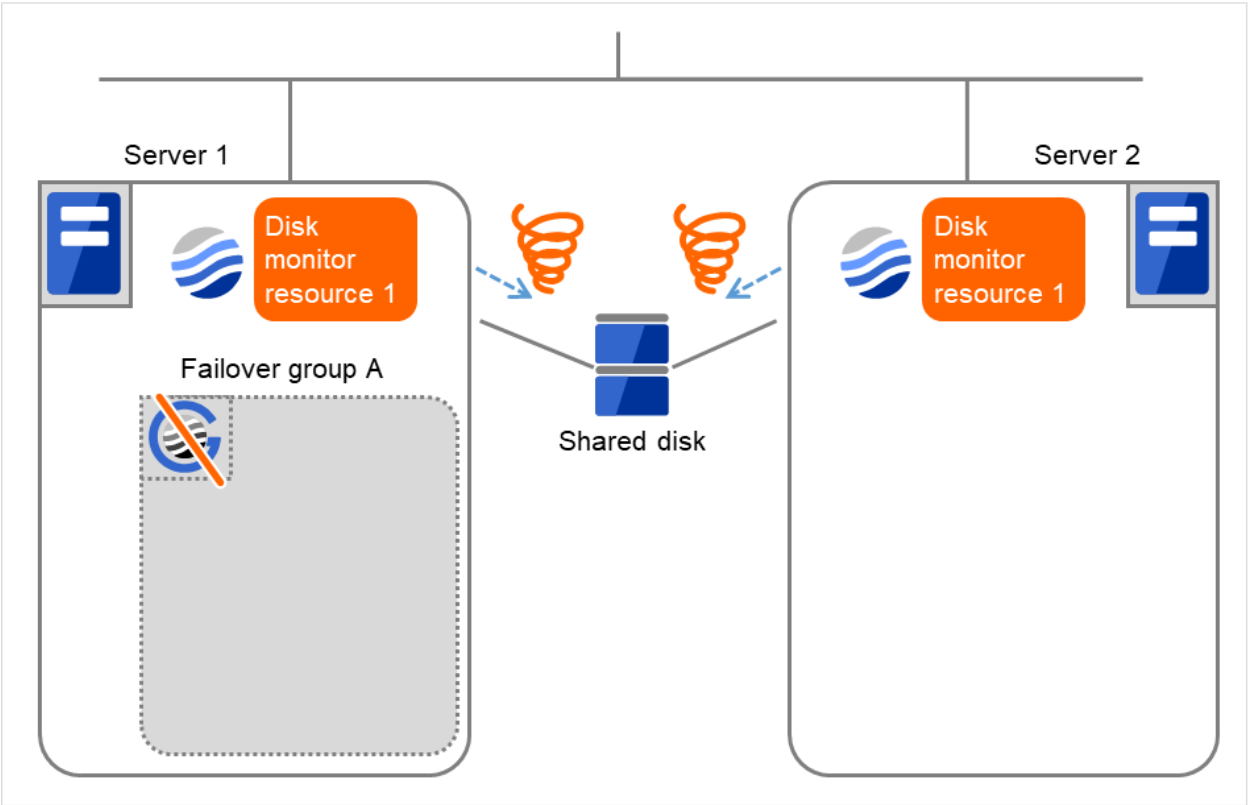 Server 1
Server 2
Disk
monitor
resource 1
Disk
monitor
resource 1
Failover group A
Shared disk